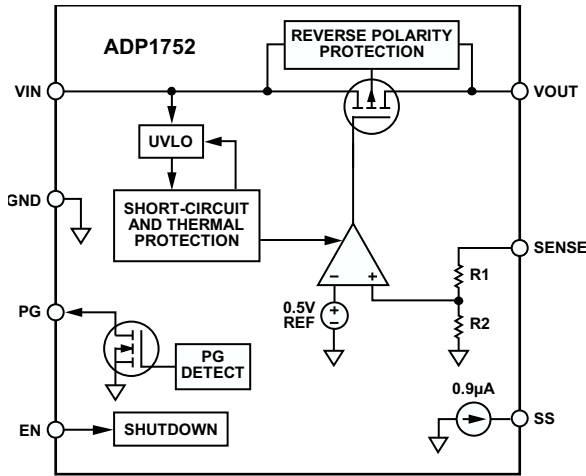 ADP1752
REVERSE POLARITY
PROTECTION
VIN
VOUT
UVLO
GND
SHORT-CIRCUIT
AND THERMAL
PROTECTION
SENSE
R1
R2
– +
0.5V
REF
+
–
PG
PG
DETECT
0.9µA
SS
EN
SHUTDOWN